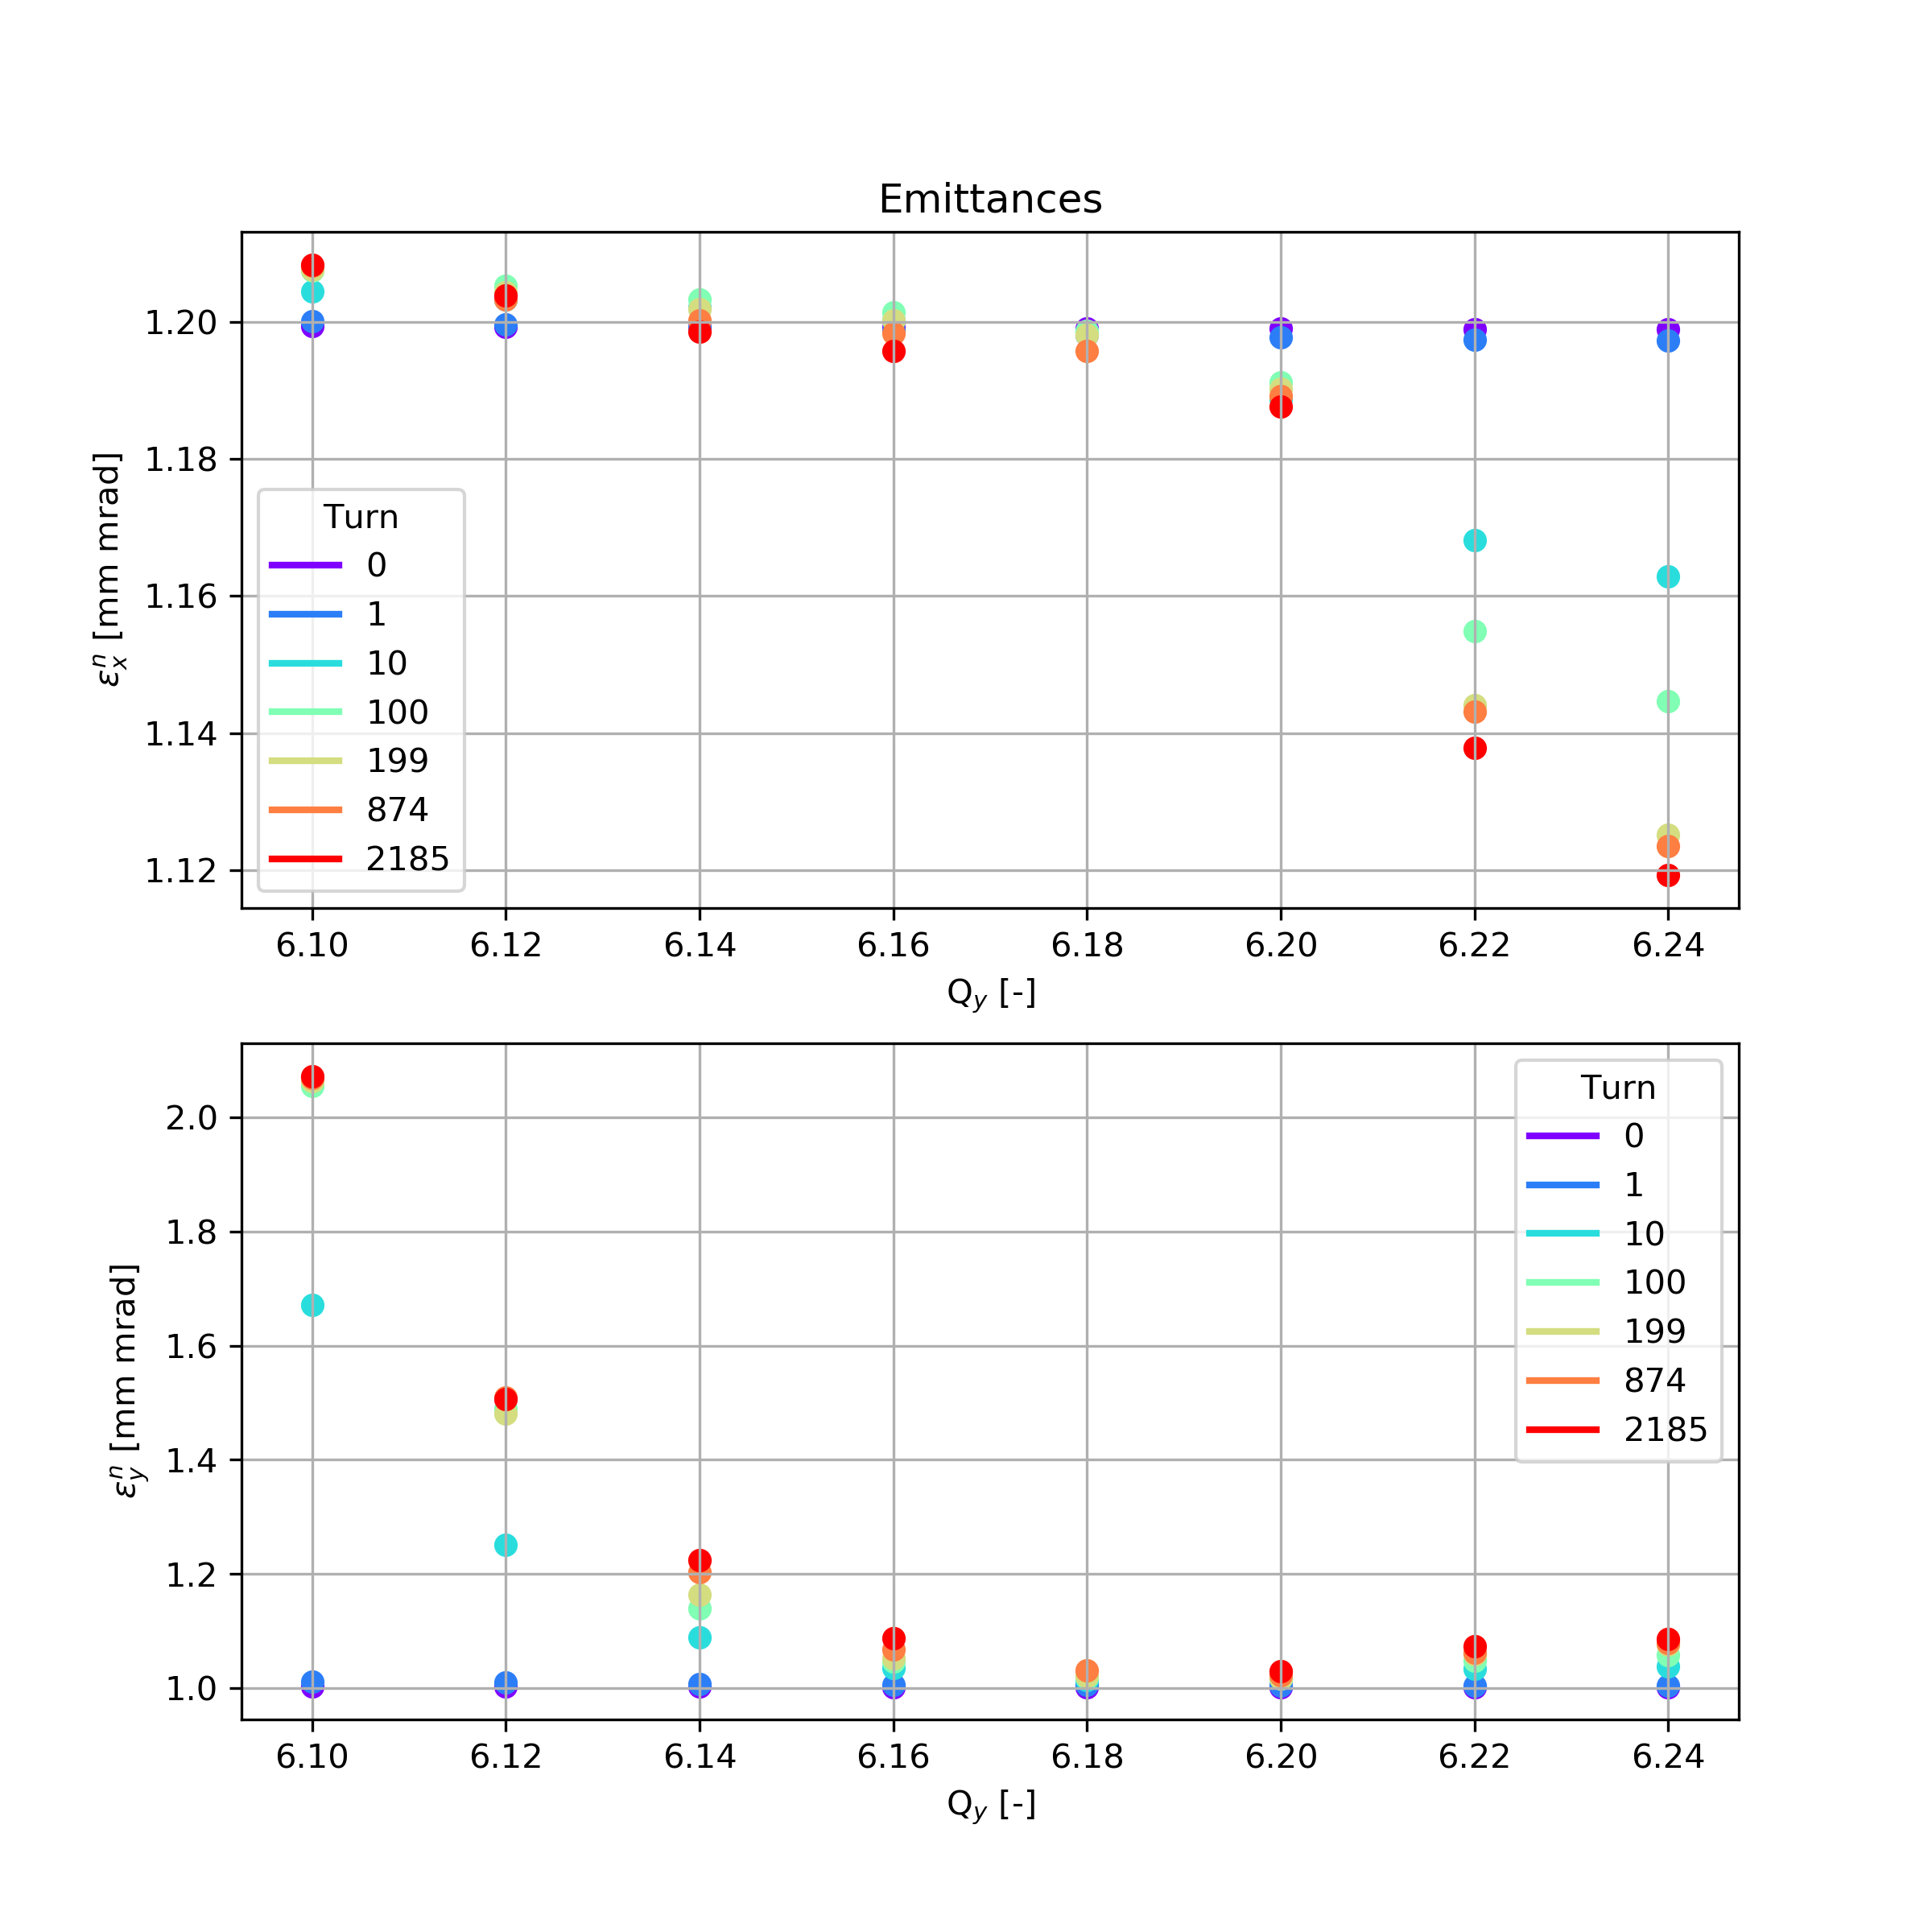 Emittances
1.20
1.18
1.16
1.14
1.12
ε_x^n [mm mrad]
Turn
0
1
10
100
199
874
2185
6.10 6.12 6.14 6.16 6.18 6.20 6.22 6.24
Q_y [-]
2.0
1.8
1.6
1.4
1.2
1.0
ε_y^n [mm mrad]
Turn
0
1
10
100
199
874
2185
6.10 6.12 6.14 6.16 6.18 6.20 6.22 6.24
Q_y [-]